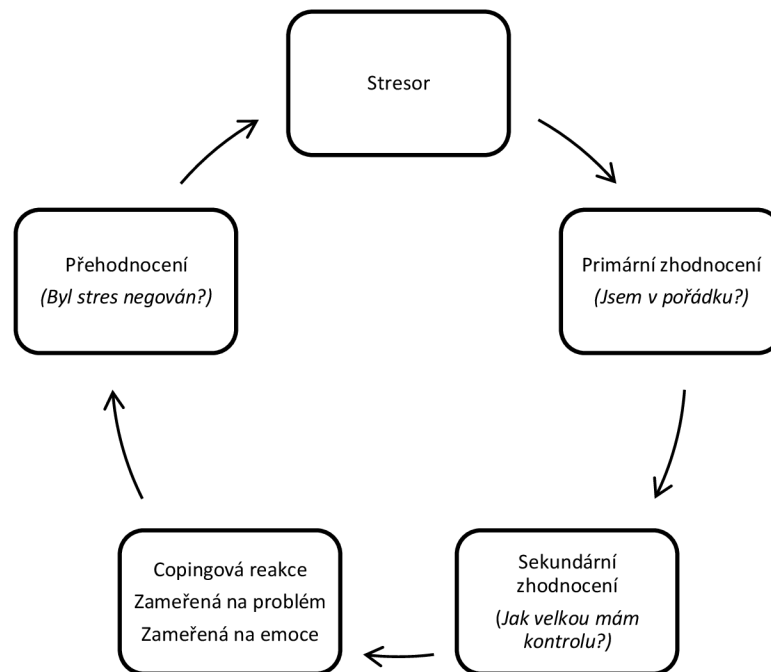 Stresor
Primární zhodnocení
(Jsem v pořádku?)
Sekundární
zhodnocení
(Jak velkou mám
kontrolu?)
Copingová reakce
Zameřená na problém
Zameřená na emoce
Přehodnocení
(Byl stres negován?)